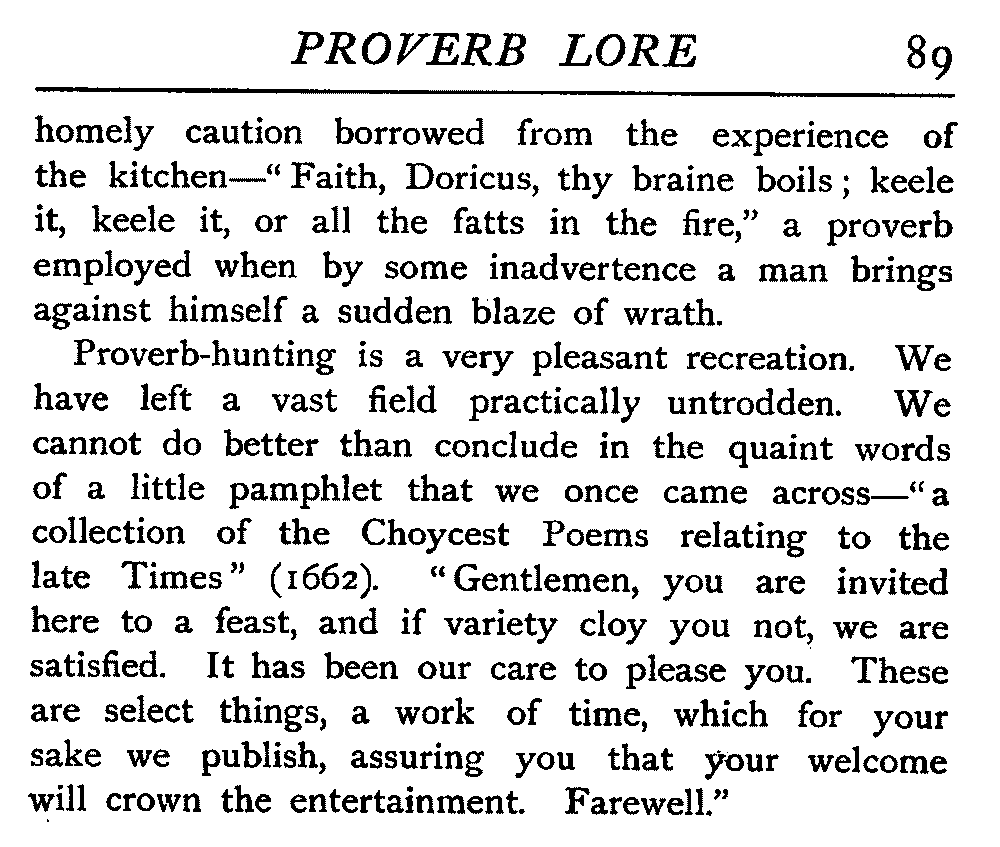 PROVERB LORE 89
homely caution borrowed from the experience of
the kitchen—“Faith, Doricus, thy braine boils; keele
it, keele it, or all the fatts in the fire,” a proverb
employed when by some inadvertence a man brings
against himself a sudden blaze of wrath.
Proverb-hunting is a very pleasant recreation. We
have left a vast field practically untrodden. We
cannot do better than conclude in the quaint words
of a little pamphlet that we once came across—“a
collection of the Choycest Poems relating to the
late Times” (1662). “Gentlemen, you are invited
here to a feast, and if variety cloy you not, we are
satisfied. It has been our care to please you. These
are select things, a work of time, which for your
sake we publish, assuring you that your welcome
will crown the entertainment. Farewell.”